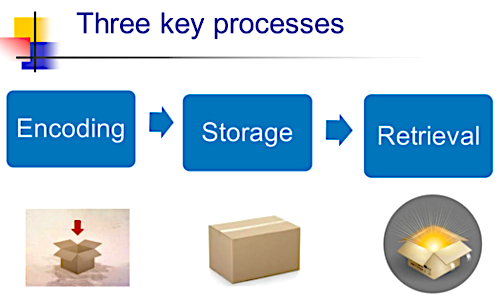 Three key processes
Encoding
Storage
Retrieval